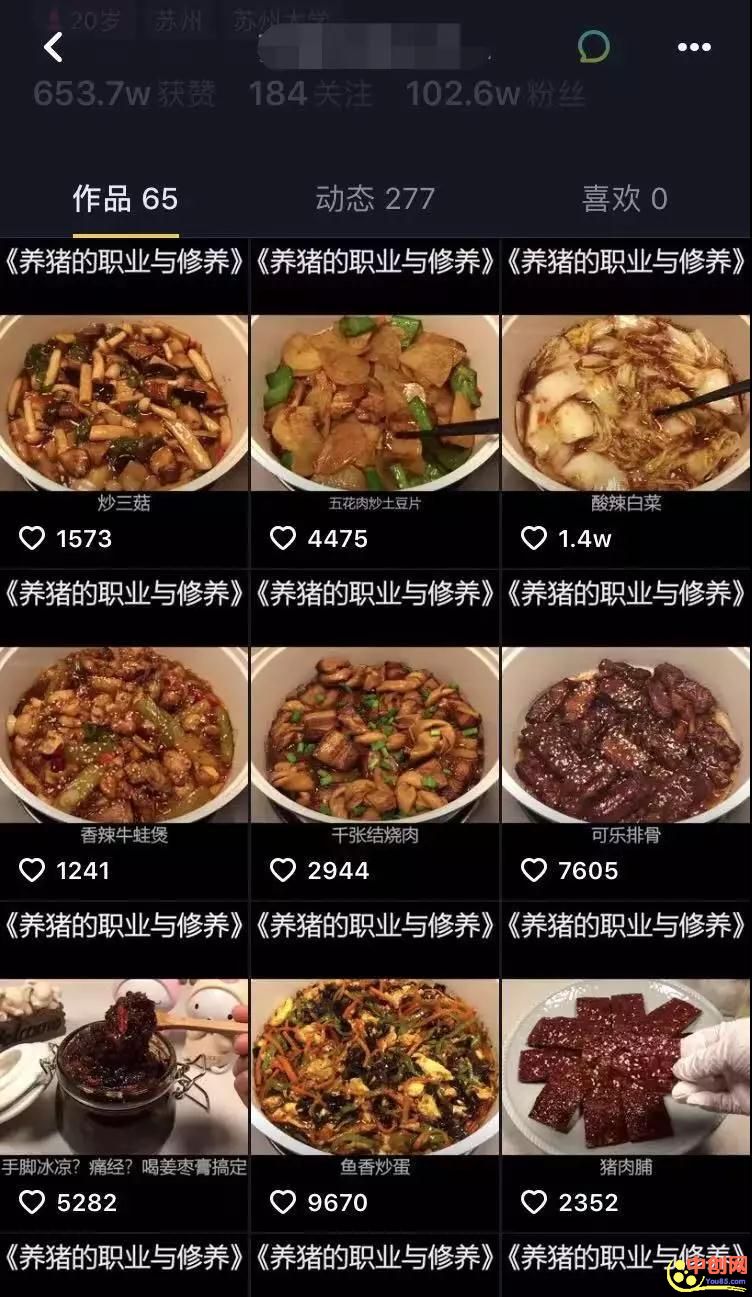 20岁 苏州 苏州大学
653.7w获赞 184关注 102.6w粉丝
作品 65 动态 277 喜欢 0
《养猪的职业与修养》 《养猪的职业与修养》 《养猪的职业与修养》
炒三菇 五花肉炒土豆片 酸辣白菜
1573 4475 1.4w
《养猪的职业与修养》 《养猪的职业与修养》 《养猪的职业与修养》
香辣牛蛙煲 千张结烧肉 可乐排骨
1241 2944 7605
《养猪的职业与修养》 《养猪的职业与修养》 《养猪的职业与修养》
手脚冰凉？痛经？喝姜枣膏搞定 鱼香炒蛋 猪肉脯
5282 9670 2352
《养猪的职业与修养》 《养猪的职业与修养》 《养猪的职业与修养》
中创网
You85.com